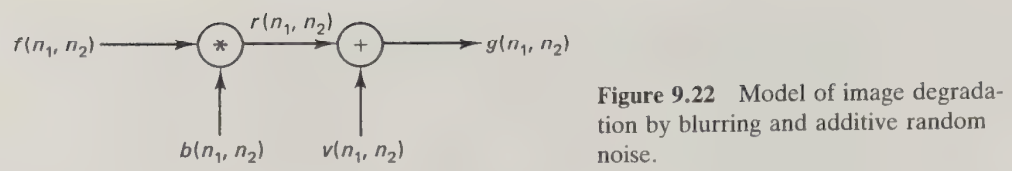 r(n₁, n₂)
f(n₁, n₂) * + g(n₁, n₂)
b(n₁, n₂) v(n₁, n₂)
Figure 9.22 Model of image degrada-
tion by blurring and additive random
noise.